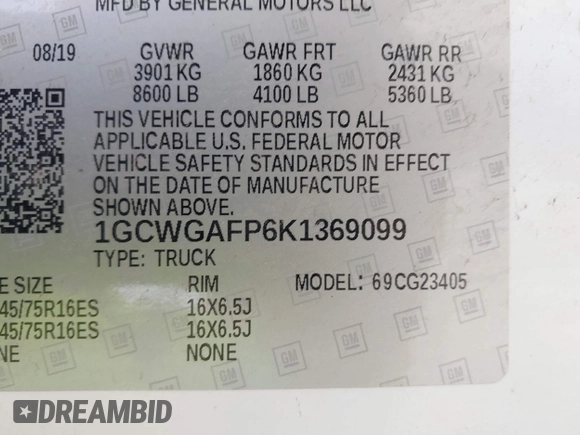 MFD BY GENERAL MOTORS LLC
08/19 GVWR GAWR FRT GAWR RR
3901 KG 1860 KG 2431 KG
8600 LB 4100 LB 5360 LB
THIS VEHICLE CONFORMS TO ALL
APPLICABLE U.S. FEDERAL MOTOR
VEHICLE SAFETY STANDARDS IN EFFECT
ON THE DATE OF MANUFACTURE
SHOWN ABOVE.
1GCWGAFP6K1369099
TYPE: TRUCK MODEL: 69CG23405
E SIZE RIM
45/75R16ES 16X6.5J
45/75R16ES 16X6.5J
NE NONE
GM
DREAMBID